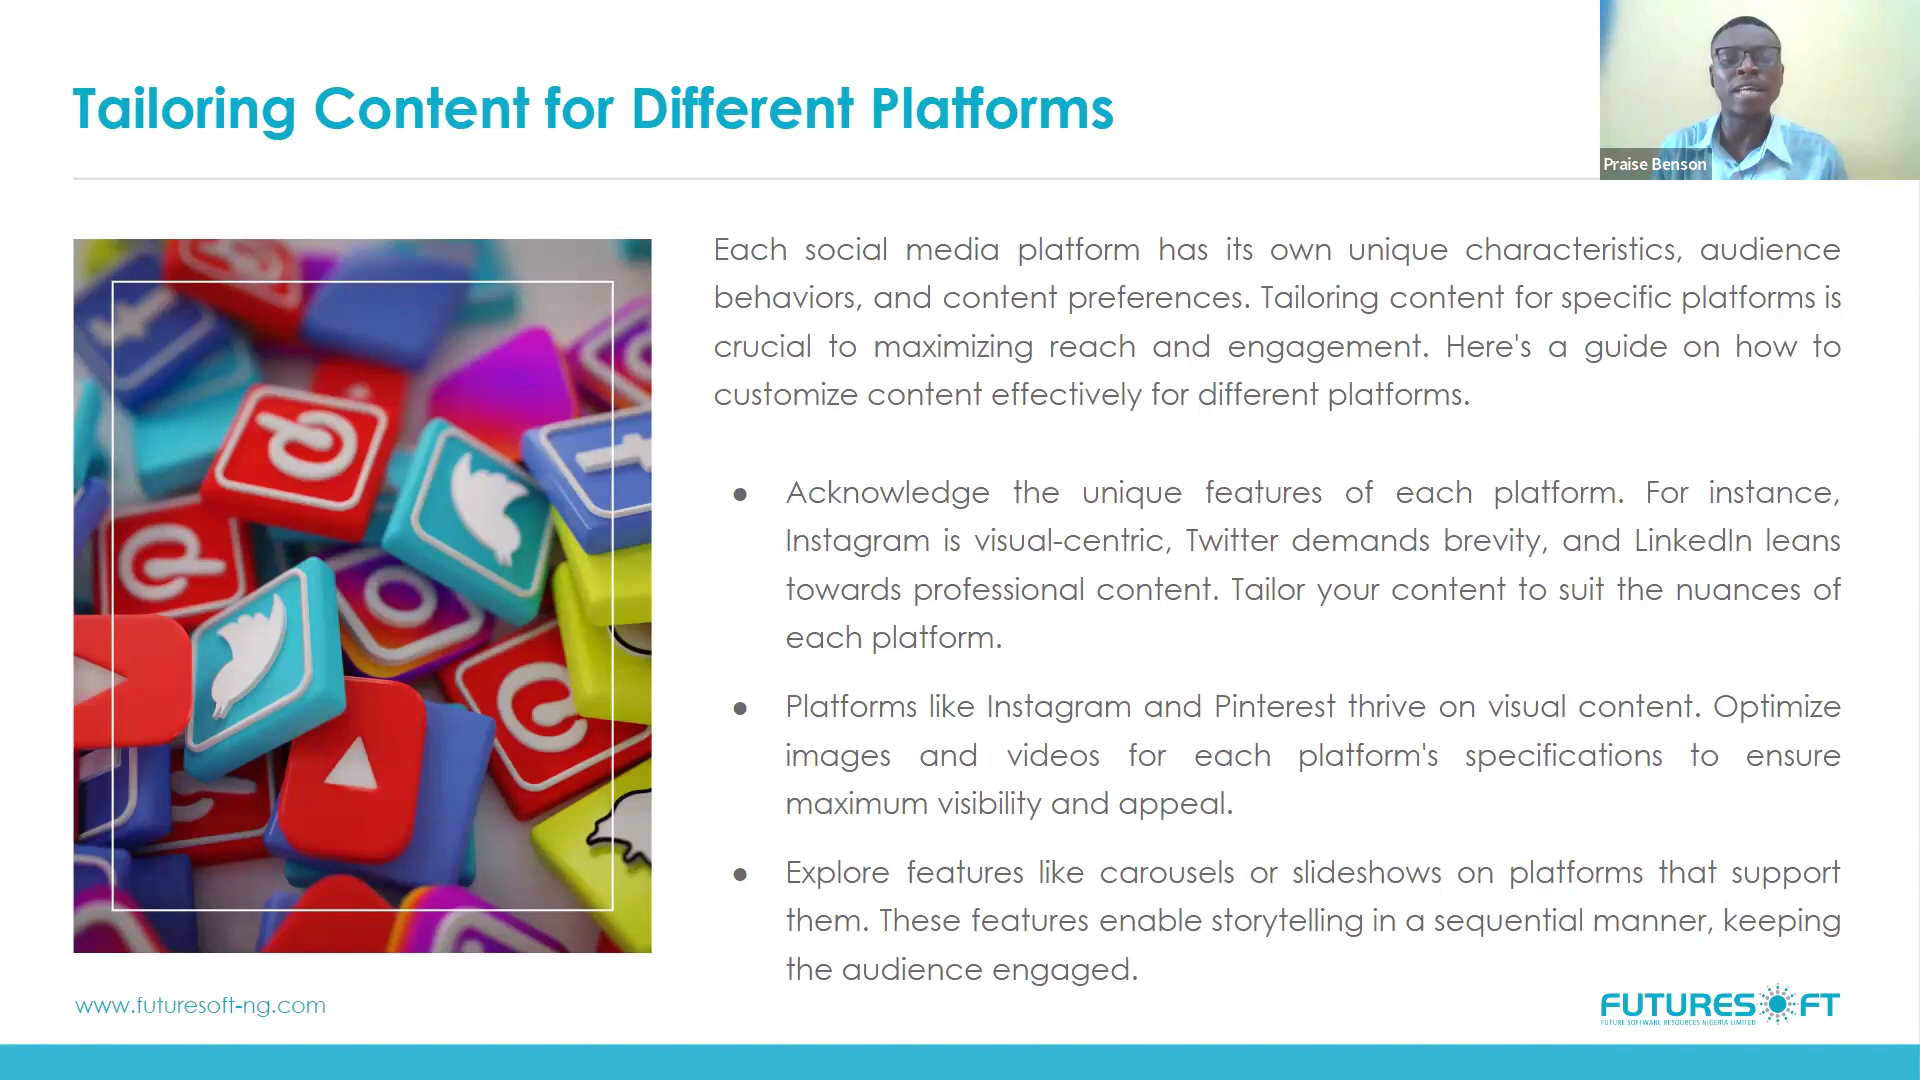 Tailoring Content for Different Platforms
Praise Benson
Each social media platform has its own unique characteristics, audience
behaviors, and content preferences. Tailoring content for specific platforms is
crucial to maximizing reach and engagement. Here's a guide on how to
customize content effectively for different platforms.
● Acknowledge the unique features of each platform. For instance,
Instagram is visual-centric, Twitter demands brevity, and LinkedIn leans
towards professional content. Tailor your content to suit the nuances of
each platform.
● Platforms like Instagram and Pinterest thrive on visual content. Optimize
images and videos for each platform's specifications to ensure
maximum visibility and appeal.
● Explore features like carousels or slideshows on platforms that support
them. These features enable storytelling in a sequential manner, keeping
the audience engaged.
www.futuresoft-ng.com
FUTURESOFT
FUTURE SOFTWARE RESOURCES NIGERIA LIMITED